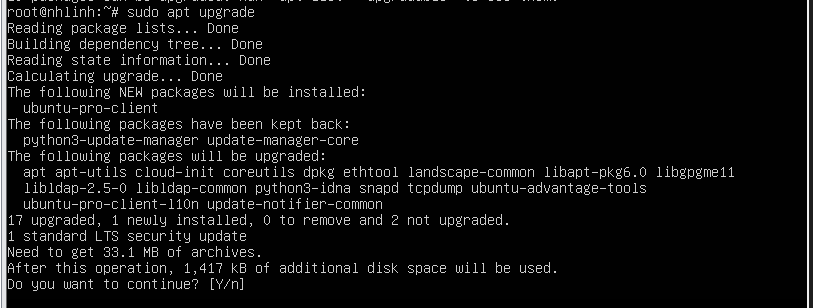 root@nhlinh:~# sudo apt upgrade
Reading package lists... Done
Building dependency tree... Done
Reading state information... Done
Calculating upgrade... Done
The following NEW packages will be installed:
  ubuntu-pro-client
The following packages have been kept back:
  python3-update-manager update-manager-core
The following packages will be upgraded:
  apt apt-utils cloud-init coreutils dpkg ethtool landscape-common libapt-pkg6.0 libgpgme11
  libldap-2.5-0 libldap-common python3-idna snapd tcpdump ubuntu-advantage-tools
  ubuntu-pro-client-l10n update-notifier-common
17 upgraded, 1 newly installed, 0 to remove and 2 not upgraded.
1 standard LTS security update
Need to get 33.1 MB of archives.
After this operation, 1,417 kB of additional disk space will be used.
Do you want to continue? [Y/n]